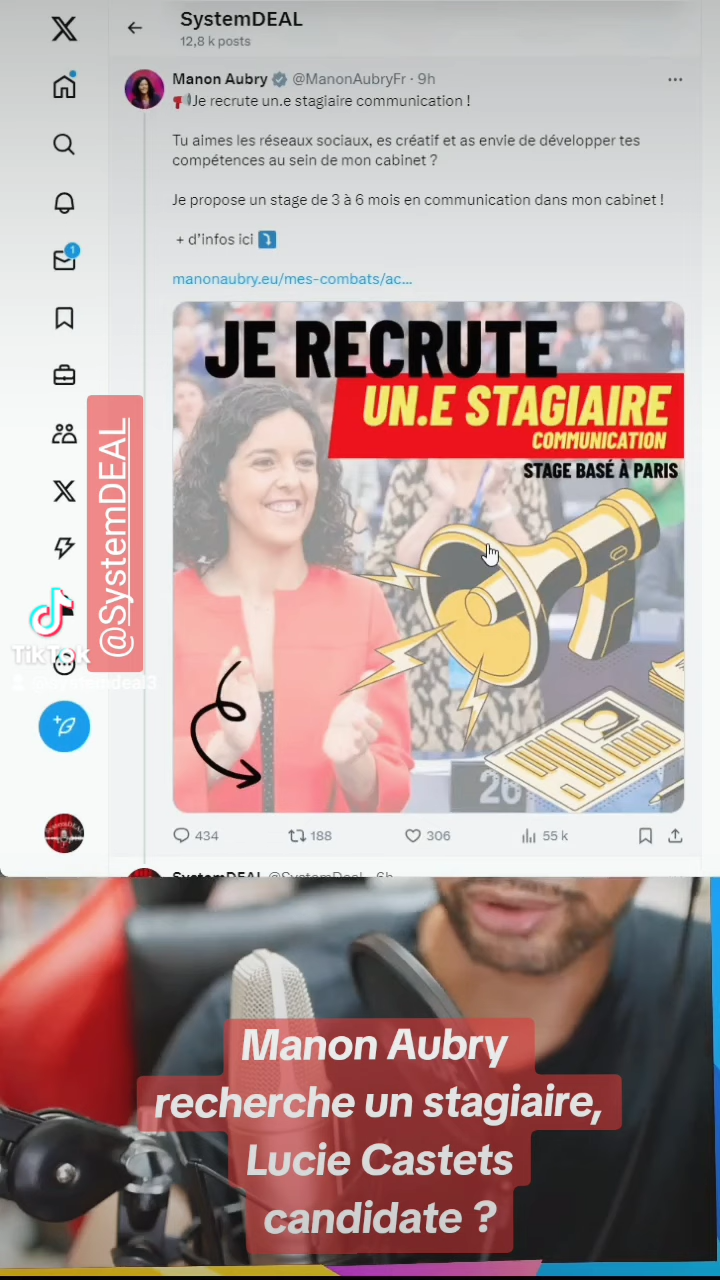 SystemDEAL
12,8 k posts
Manon Aubry @ManonAubryFr · 9h
📢Je recrute un.e stagiaire communication !
Tu aimes les réseaux sociaux, es créatif et as envie de développer tes
compétences au sein de mon cabinet ?
Je propose un stage de 3 à 6 mois en communication dans mon cabinet !
+ d'infos ici ⤵️
manonaubry.eu/mes-combats/ac...
JE RECRUTE
UN.E STAGIAIRE
COMMUNICATION
STAGE BASÉ À PARIS
26
434 188 306 55 k
SystemDEAL @SystemDeal · 6h
1
@SystemDEAL
TikTok
Manon Aubry
recherche un stagiaire,
Lucie Castets
candidate ?